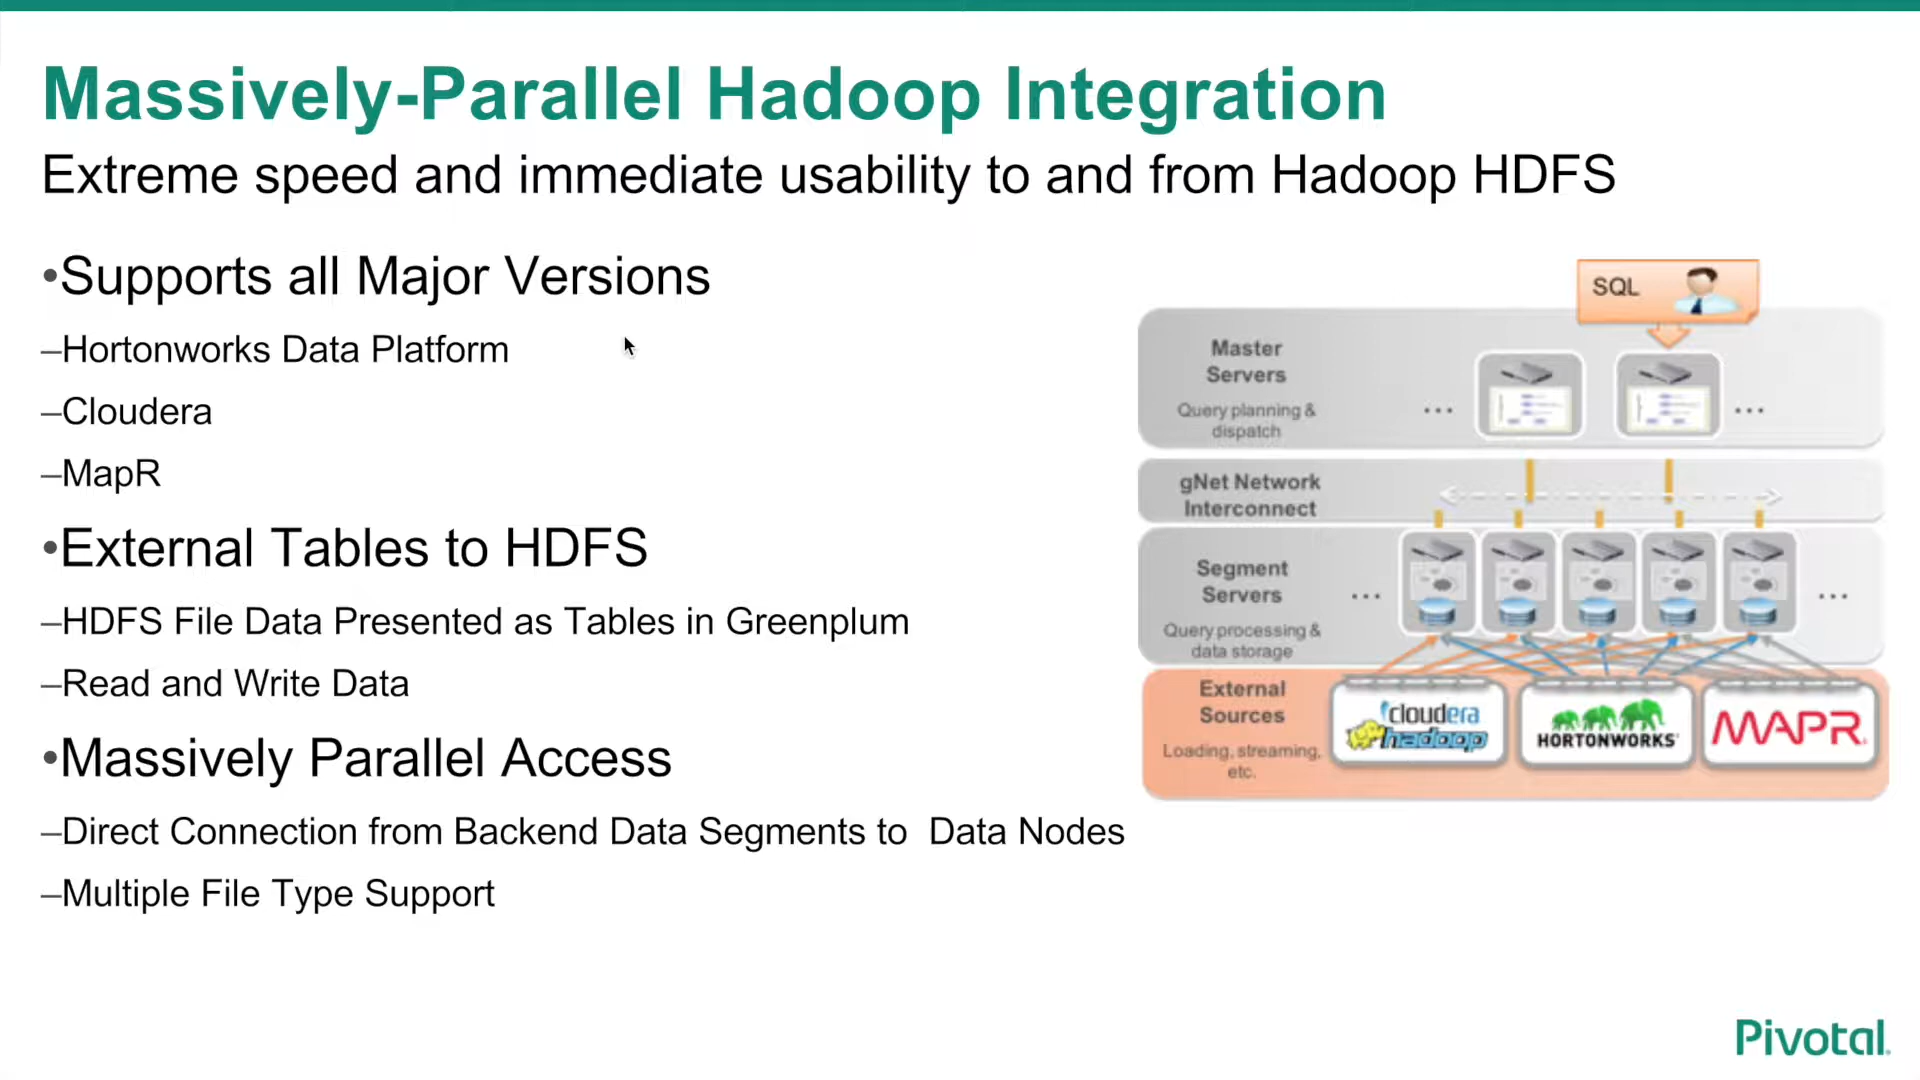 Massively-Parallel Hadoop Integration
Extreme speed and immediate usability to and from Hadoop HDFS
•Supports all Major Versions
–Hortonworks Data Platform
–Cloudera
–MapR
•External Tables to HDFS
–HDFS File Data Presented as Tables in Greenplum
–Read and Write Data
•Massively Parallel Access
–Direct Connection from Backend Data Segments to  Data Nodes
–Multiple File Type Support
SQL
Master
Servers
Query planning &
dispatch
... ...
gNet Network
Interconnect
Segment
Servers
Query processing &
data storage
... ...
External
Sources
Loading, streaming,
etc.
cloudera
hadoop
HORTONWORKS
MAPR.
Pivotal.